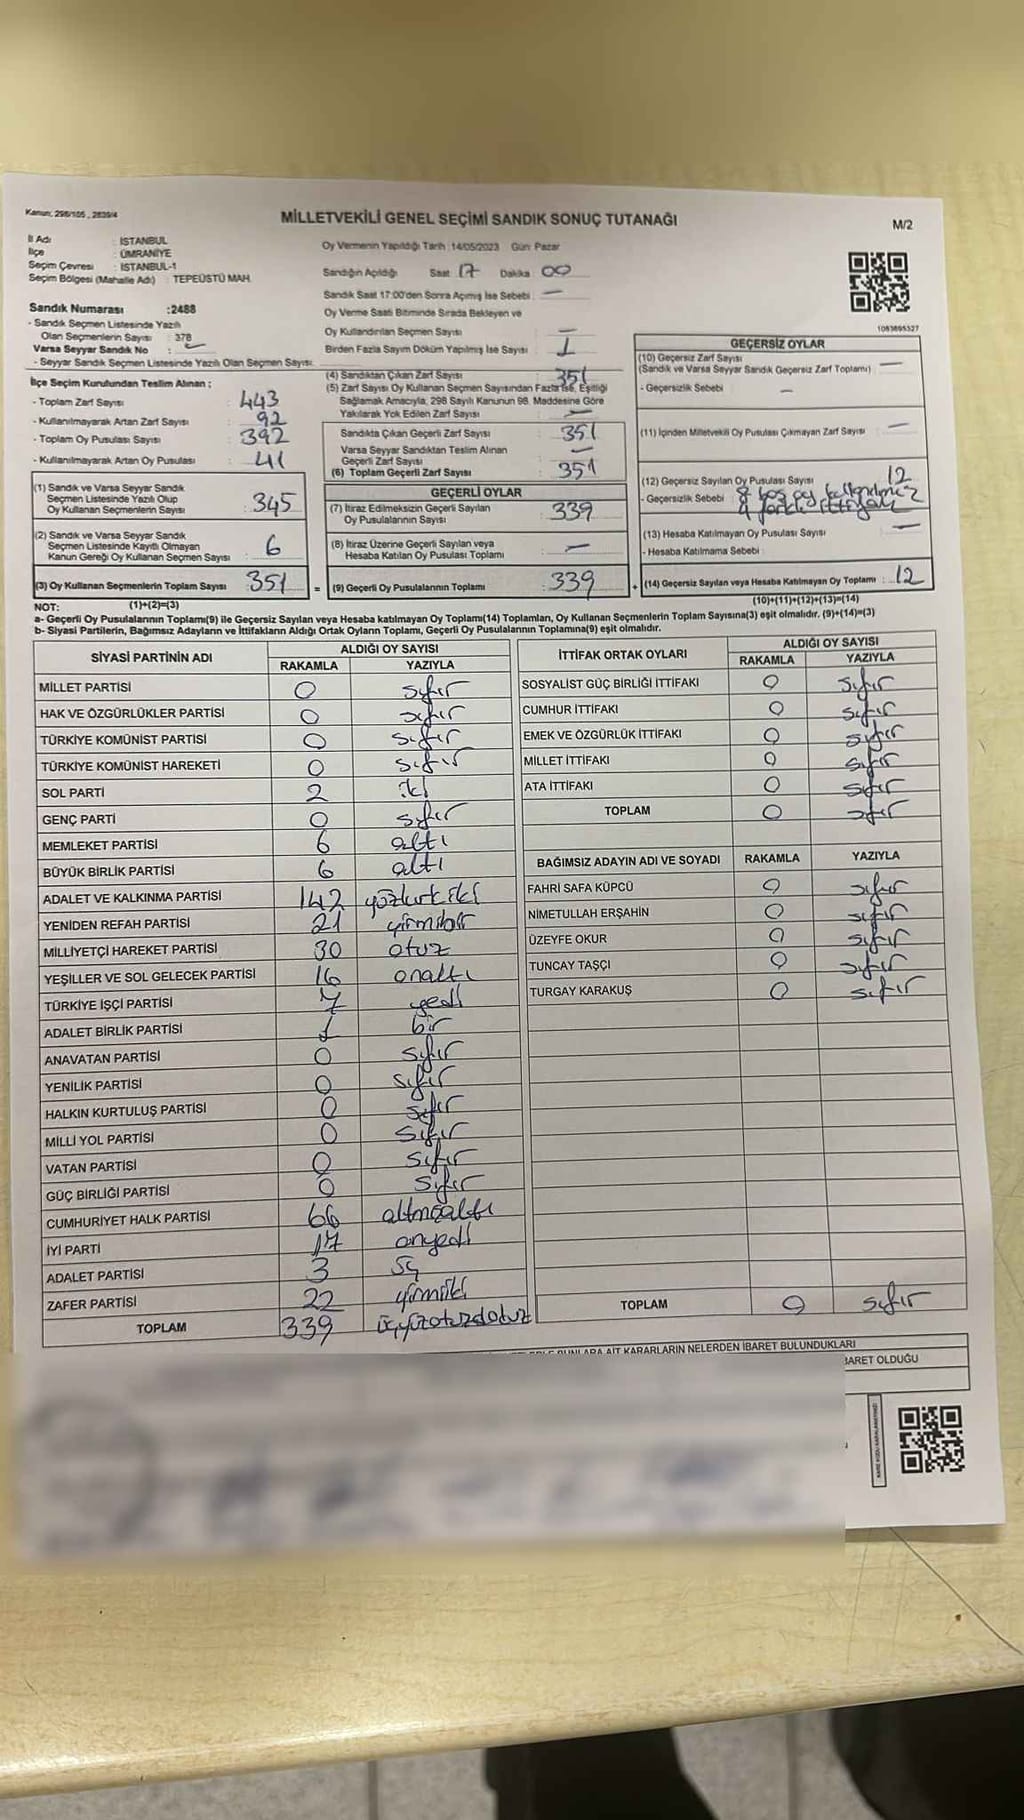 Kanun: 298/105 , 2839/4
MİLLETVEKİLİ GENEL SEÇİMİ SANDIK SONUÇ TUTANAĞI
M/2
İl Adı : İSTANBUL
İlçe : ÜMRANİYE
Seçim Çevresi : İSTANBUL-1
Seçim Bölgesi (Mahalle Adı) : TEPEÜSTÜ MAH.
Oy Vermenin Yapıldığı Tarih :14/05/2023 Gün: Pazar
Sandığın Açıldığı Saat 17 Dakika 00
Sandık Saat 17:00'den Sonra Açılmış İse Sebebi : —
Oy Verme Saati Bitiminde Sırada Bekleyen ve
Oy Kullandırılan Seçmen Sayısı : —
Birden Fazla Sayım Döküm Yapılmış İse Sayısı : 1
1083695327
Sandık Numarası :2488
- Sandık Seçmen Listesinde Yazılı
Olan Seçmenlerin Sayısı : 378
Varsa Seyyar Sandık No : —
- Seyyar Sandık Seçmen Listesinde Yazılı Olan Seçmen Sayısı:
İlçe Seçim Kurulundan Teslim Alınan ;
- Toplam Zarf Sayısı : 443
- Kullanılmayarak Artan Zarf Sayısı : 92
- Toplam Oy Pusulası Sayısı : 392
- Kullanılmayarak Artan Oy Pusulası : 41
(1) Sandık ve Varsa Seyyar Sandık
Seçmen Listesinde Yazılı Olup
Oy Kullanan Seçmenlerin Sayısı : 345
(2) Sandık ve Varsa Seyyar Sandık
Seçmen Listesinde Kayıtlı Olmayan
Kanun Gereği Oy Kullanan Seçmen Sayısı : 6
(3) Oy Kullanan Seçmenlerin Toplam Sayısı : 351 =
(4) Sandıktan Çıkan Zarf Sayısı : 351
(5) Zarf Sayısı Oy Kullanan Seçmen Sayısından Fazla İse, Eşitliği
Sağlamak Amacıyla, 298 Sayılı Kanunun 98. Maddesine Göre
Yakılarak Yok Edilen Zarf Sayısı : —
Sandıkta Çıkan Geçerli Zarf Sayısı : 351
Varsa Seyyar Sandıktan Teslim Alınan
Geçerli Zarf Sayısı : —
(6) Toplam Geçerli Zarf Sayısı : 351
GEÇERLİ OYLAR
(7) İtiraz Edilmeksizin Geçerli Sayılan
Oy Pusulalarının Sayısı : 339
(8) İtiraz Üzerine Geçerli Sayılan veya
Hesaba Katılan Oy Pusulası Toplamı : —
(9) Geçerli Oy Pusulalarının Toplamı : 339 +
GEÇERSİZ OYLAR
(10) Geçersiz Zarf Sayısı
(Sandık ve Varsa Seyyar Sandık Geçersiz Zarf Toplamı) : —
- Geçersizlik Sebebi : —
(11) İçinden Milletvekili Oy Pusulası Çıkmayan Zarf Sayısı : —
(12) Geçersiz Sayılan Oy Pusulası Sayısı : 12
- Geçersizlik Sebebi : 8 boş oy
4 farklı
(13) Hesaba Katılmayan Oy Pusulası Sayısı : —
- Hesaba Katılmama Sebebi :
(14) Geçersiz Sayılan veya Hesaba Katılmayan Oy Toplamı : 12
NOT: (1)+(2)=(3) (10)+(11)+(12)+(13)=(14)
a- Geçerli Oy Pusulalarının Toplamı(9) ile Geçersiz Sayılan veya Hesaba katılmayan Oy Toplamı(14) Toplamları, Oy Kullanan Seçmenlerin Toplam Sayısına(3) eşit olmalıdır. (9)+(14)=(3)
b- Siyasi Partilerin, Bağımsız Adayların ve İttifakların Aldığı Ortak Oyların Toplamı, Geçerli Oy Pusulalarının Toplamına(9) eşit olmalıdır.
SİYASİ PARTİNİN ADI ALDIĞI OY SAYISI
RAKAMLA YAZIYLA
MİLLET PARTİSİ 0 sıfır
HAK VE ÖZGÜRLÜKLER PARTİSİ 0 sıfır
TÜRKİYE KOMÜNİST PARTİSİ 0 sıfır
TÜRKİYE KOMÜNİST HAREKETİ 0 sıfır
SOL PARTİ 2 iki
GENÇ PARTİ 0 sıfır
MEMLEKET PARTİSİ 6 altı
BÜYÜK BİRLİK PARTİSİ 6 altı
ADALET VE KALKINMA PARTİSİ 142 yüzkırkiki
YENİDEN REFAH PARTİSİ 21 yirmibir
MİLLİYETÇİ HAREKET PARTİSİ 30 otuz
YEŞİLLER VE SOL GELECEK PARTİSİ 16 onaltı
TÜRKİYE İŞÇİ PARTİSİ 7 yedi
ADALET BİRLİK PARTİSİ 1 bir
ANAVATAN PARTİSİ 0 sıfır
YENİLİK PARTİSİ 0 sıfır
HALKIN KURTULUŞ PARTİSİ 0 sıfır
MİLLİ YOL PARTİSİ 0 sıfır
VATAN PARTİSİ 0 sıfır
GÜÇ BİRLİĞİ PARTİSİ 0 sıfır
CUMHURİYET HALK PARTİSİ 66 altmışaltı
İYİ PARTİ 17 onyedi
ADALET PARTİSİ 3 üç
ZAFER PARTİSİ 22 yirmiiki
TOPLAM 339 üçyüzotuzdokuz
İTTİFAK ORTAK OYLARI ALDIĞI OY SAYISI
RAKAMLA YAZIYLA
SOSYALİST GÜÇ BİRLİĞİ İTTİFAKI 0 sıfır
CUMHUR İTTİFAKI 0 sıfır
EMEK VE ÖZGÜRLÜK İTTİFAKI 0 sıfır
MİLLET İTTİFAKI 0 sıfır
ATA İTTİFAKI 0 sıfır
TOPLAM 0 sıfır
BAĞIMSIZ ADAYIN ADI VE SOYADI RAKAMLA YAZIYLA
FAHRİ SAFA KÜPCÜ 0 sıfır
NİMETULLAH ERŞAHİN 0 sıfır
ÜZEYFE OKUR 0 sıfır
TUNCAY TAŞÇI 0 sıfır
TURGAY KARAKUŞ 0 sıfır
TOPLAM 0 sıfır
BUNLARA AİT KARARLARIN NELERDEN İBARET BULUNDUKLARI
İBARET OLDUĞU